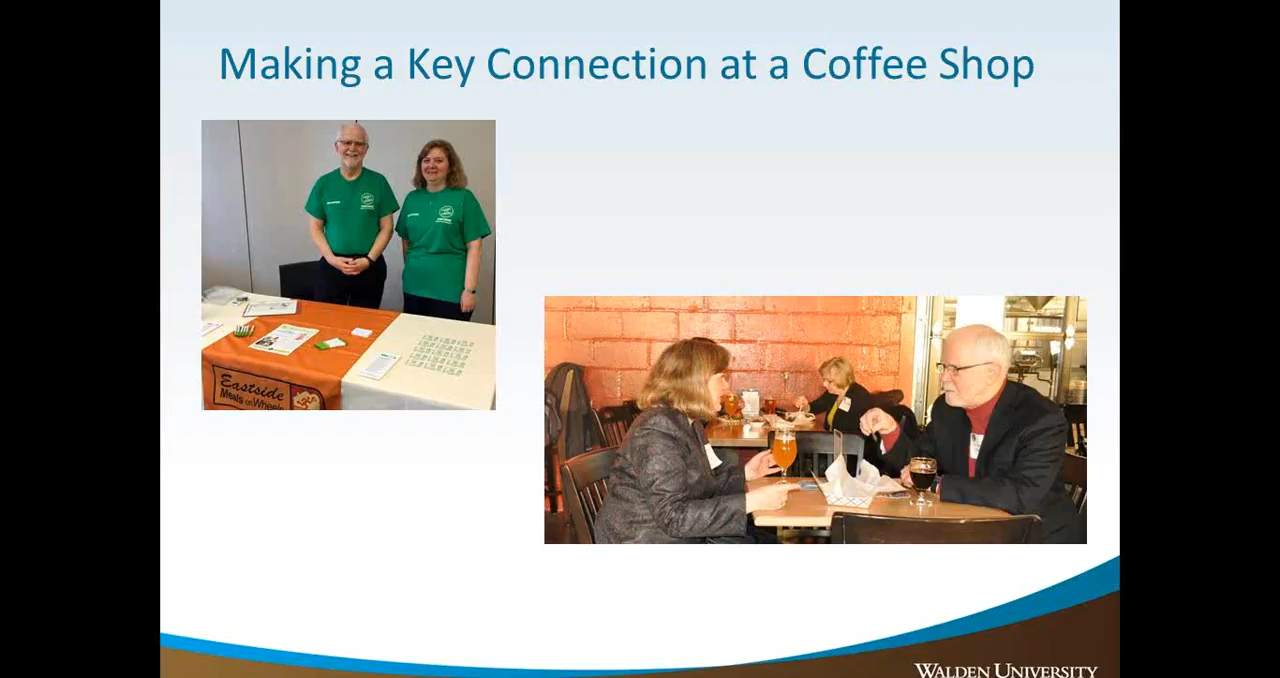 Making a Key Connection at a Coffee Shop
Eastside
Meals on Wheels
WALDEN UNIVERSITY